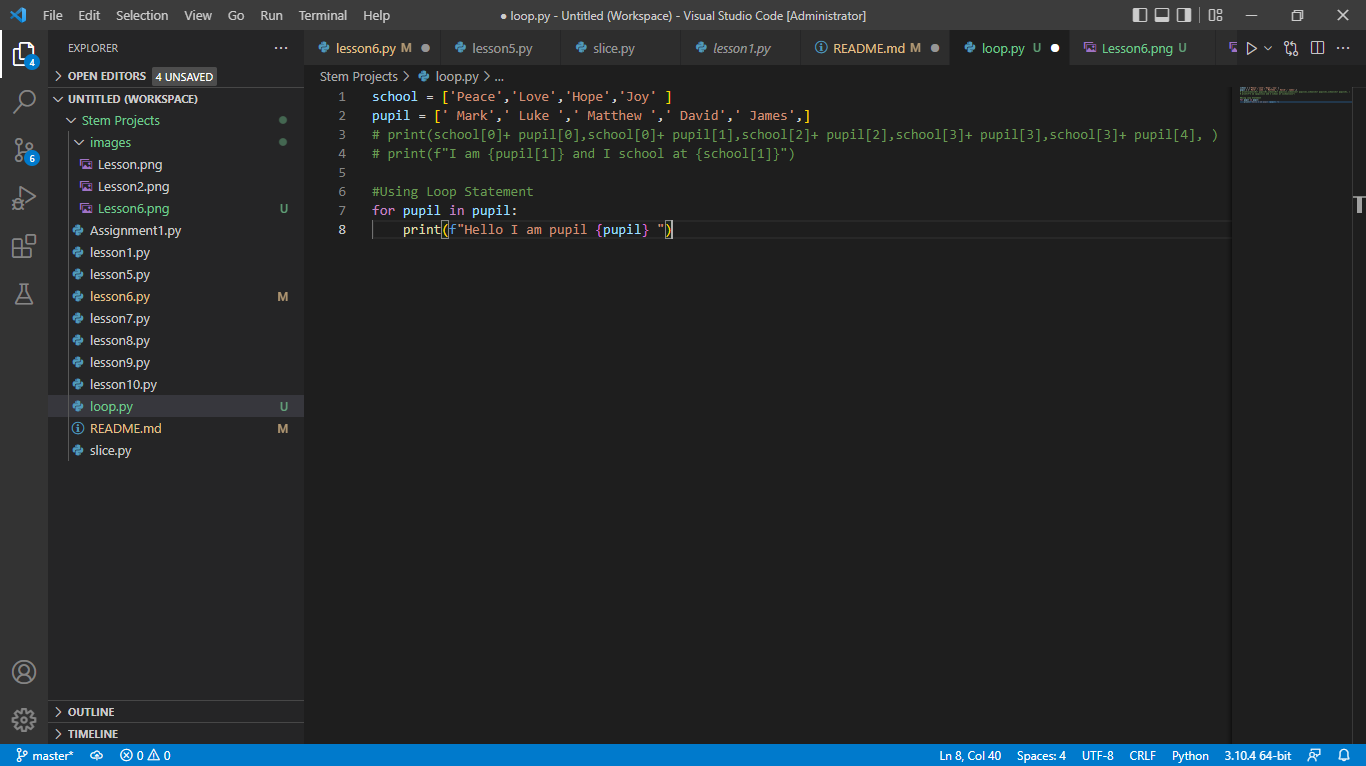 File Edit Selection View Go Run Terminal Help ● loop.py - Untitled (Workspace) - Visual Studio Code [Administrator]
EXPLORER ···
lesson6.py M ● lesson5.py slice.py lesson1.py README.md M ● loop.py U ● Lesson6.png U
OPEN EDITORS 4 UNSAVED
Stem Projects > loop.py > ...
UNTITLED (WORKSPACE)
Stem Projects
images
Lesson.png
Lesson2.png
Lesson6.png U
Assignment1.py
lesson1.py
lesson5.py
lesson6.py M
lesson7.py
lesson8.py
lesson9.py
lesson10.py
loop.py U
README.md M
slice.py
4
6
1 school = ['Peace','Love','Hope','Joy' ]
2 pupil = [' Mark',' Luke ',' Matthew ',' David',' James',]
3 # print(school[0]+ pupil[0],school[0]+ pupil[1],school[2]+ pupil[2],school[3]+ pupil[3],school[3]+ pupil[4], )
4 # print(f"I am {pupil[1]} and I school at {school[1]}")
5
6 #Using Loop Statement
7 for pupil in pupil:
8     print(f"Hello I am pupil {pupil} ")
OUTLINE
TIMELINE
master* 0 0 Ln 8, Col 40 Spaces: 4 UTF-8 CRLF Python 3.10.4 64-bit